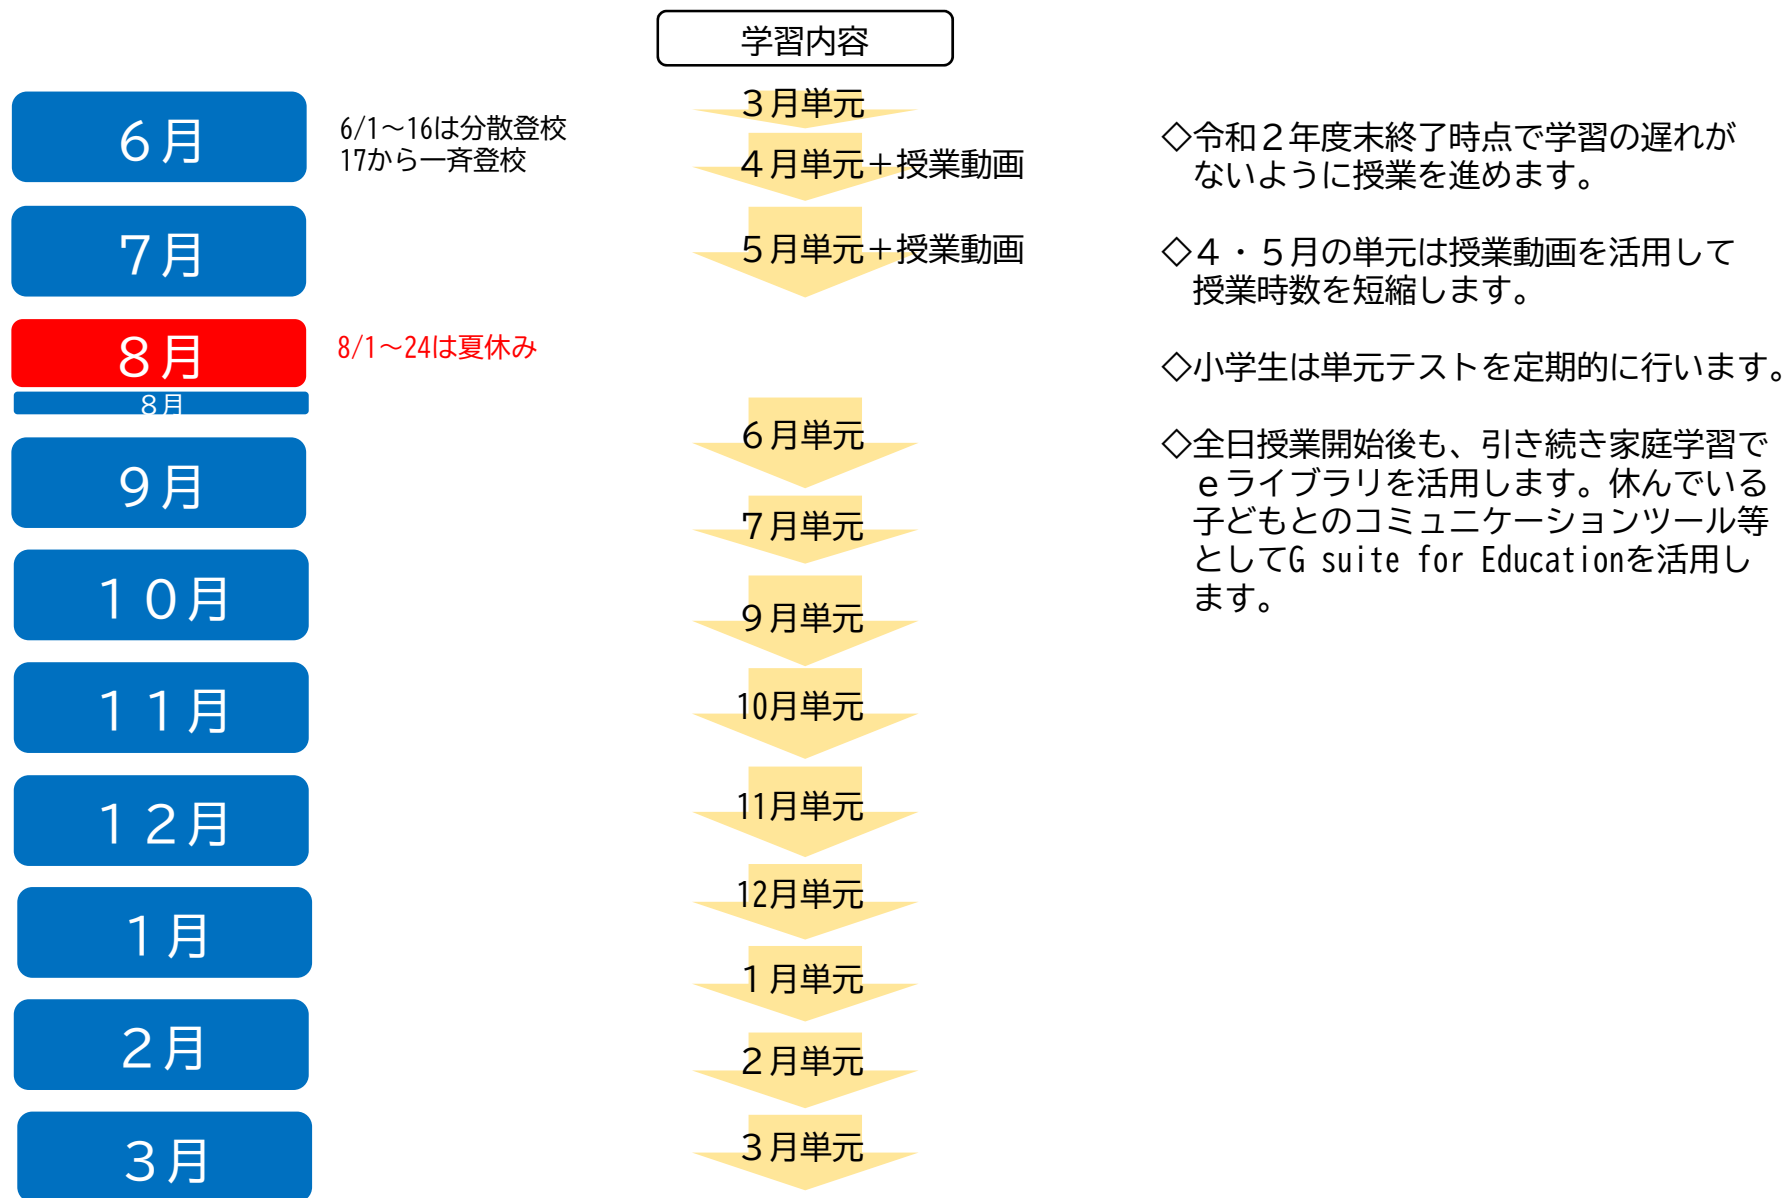 学習内容
６月
6/1～16は分散登校
17から一斉登校
３月単元
４月単元＋授業動画
７月
５月単元＋授業動画
８月
8/1～24は夏休み
８月
６月単元
９月
７月単元
１０月
９月単元
１１月
10月単元
１２月
11月単元
12月単元
１月
１月単元
２月
２月単元
３月
３月単元
◇令和２年度末終了時点で学習の遅れが
ないように授業を進めます。
◇４・５月の単元は授業動画を活用して
授業時数を短縮します。
◇小学生は単元テストを定期的に行います。
◇全日授業開始後も、引き続き家庭学習で
ｅライブラリを活用します。休んでいる
子どもとのコミュニケーションツール等
としてG suite for Educationを活用し
ます。